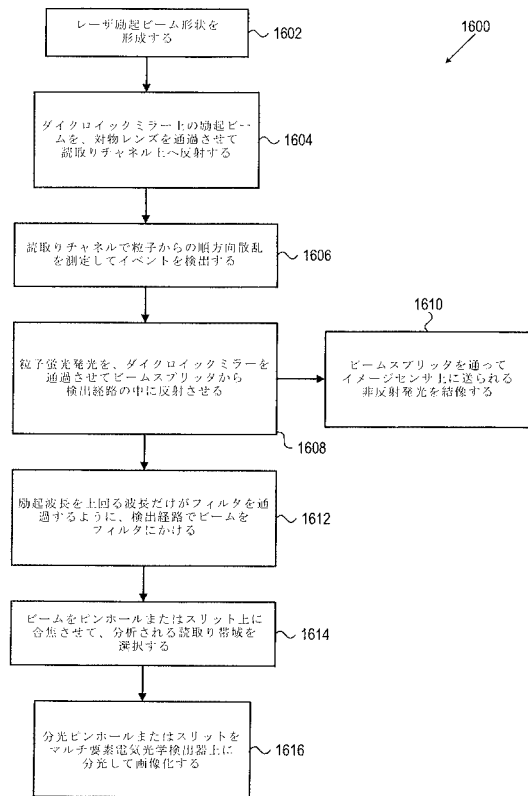 レーザ励起ビーム形状を
形成する
1602
1600
ダイクロイックミラー上の励起ビー
ムを、対物レンズを通過させて
読取りチャネル上へ反射する
1604
読取りチャネルで粒子からの順方向散乱
を測定してイベントを検出する
1606
1610
粒子蛍光発光を、ダイクロイックミラーを
通過させてビームスプリッタから
検出経路の中に反射させる
1608
ビームスプリッタを通って
イメージセンサ上に送られる
非反射発光を結像する
励起波長を上回る波長だけがフィルタを通
過するように、検出経路でビームを
フィルタにかける
1612
ビームをピンホールまたはスリット上に
合焦させて、分析される読取り帯域を
選択する
1614
分光ピンホールまたはスリットを
マルチ要素電気光学検出器上に
分光して画像化する
1616